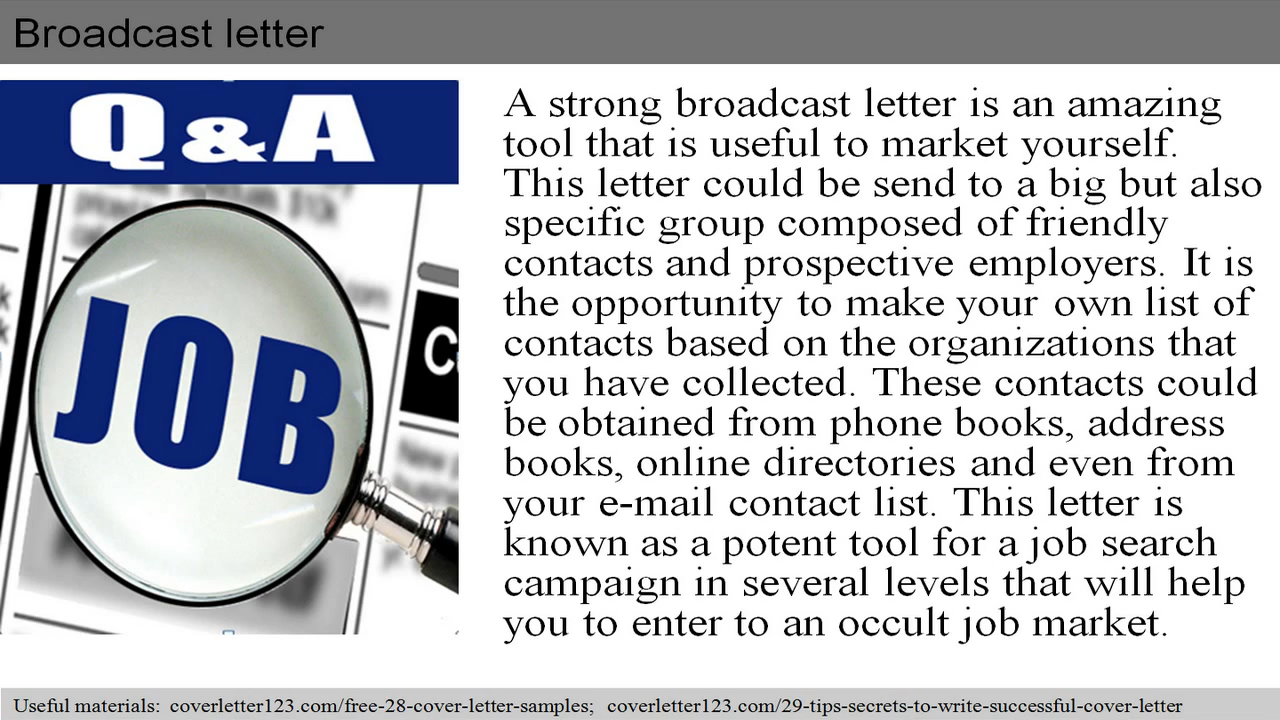 Broadcast letter
Q&A
JOB
C
A strong broadcast letter is an amazing
tool that is useful to market yourself.
This letter could be send to a big but also
specific group composed of friendly
contacts and prospective employers. It is
the opportunity to make your own list of
contacts based on the organizations that
you have collected. These contacts could
be obtained from phone books, address
books, online directories and even from
your e-mail contact list. This letter is
known as a potent tool for a job search
campaign in several levels that will help
you to enter to an occult job market.
Useful materials: coverletter123.com/free-28-cover-letter-samples; coverletter123.com/29-tips-secrets-to-write-successful-cover-letter